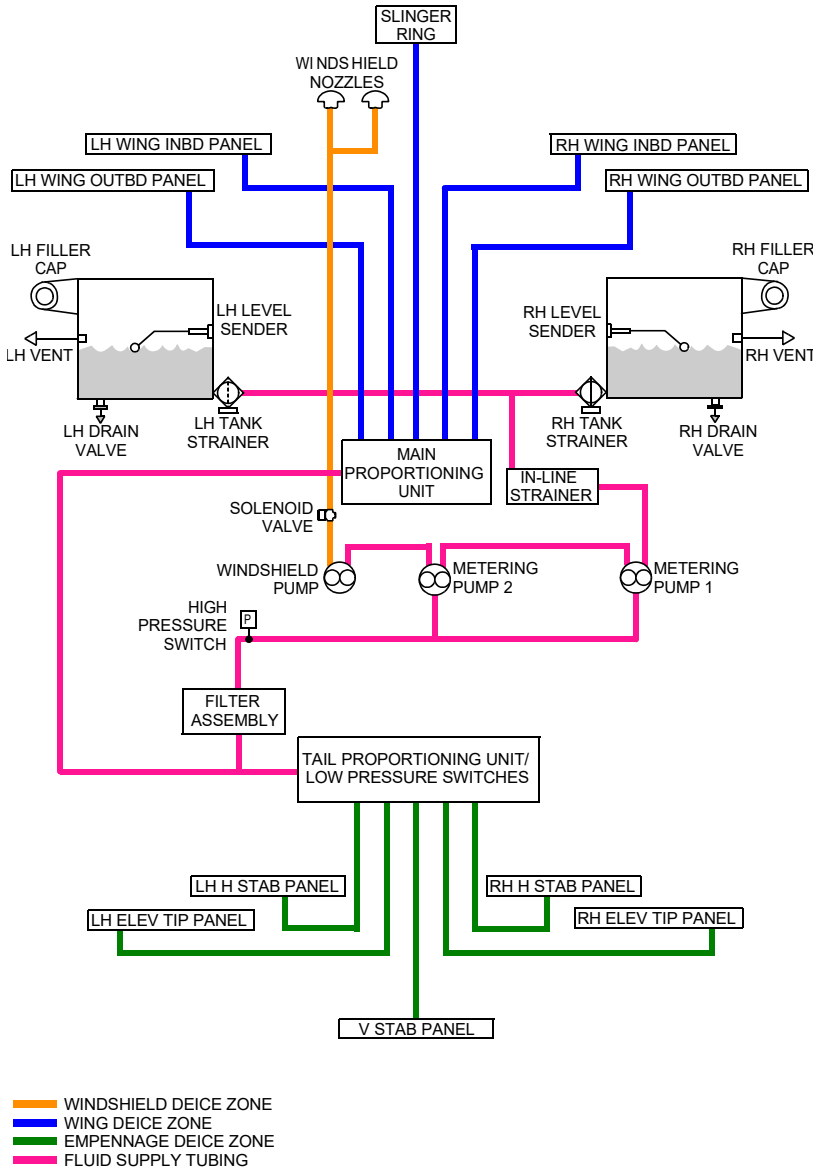 SLINGER
RING
WINDSHIELD
NOZZLES
LH WING INBD PANEL
RH WING INBD PANEL
LH WING OUTBD PANEL
RH WING OUTBD PANEL
LH FILLER
CAP
RH FILLER
CAP
LH LEVEL
SENDER
RH LEVEL
SENDER
LH VENT
RH VENT
LH DRAIN
VALVE
LH TANK
STRAINER
RH TANK
STRAINER
RH DRAIN
VALVE
MAIN
PROPORTIONING
UNIT
IN-LINE
STRAINER
SOLENOID
VALVE
WINDSHIELD
PUMP
METERING
PUMP 2
METERING
PUMP 1
HIGH
PRESSURE
SWITCH
P
FILTER
ASSEMBLY
TAIL PROPORTIONING UNIT/
LOW PRESSURE SWITCHES
LH H STAB PANEL
RH H STAB PANEL
LH ELEV TIP PANEL
RH ELEV TIP PANEL
V STAB PANEL
WINDSHIELD DEICE ZONE
WING DEICE ZONE
EMPENNAGE DEICE ZONE
FLUID SUPPLY TUBING